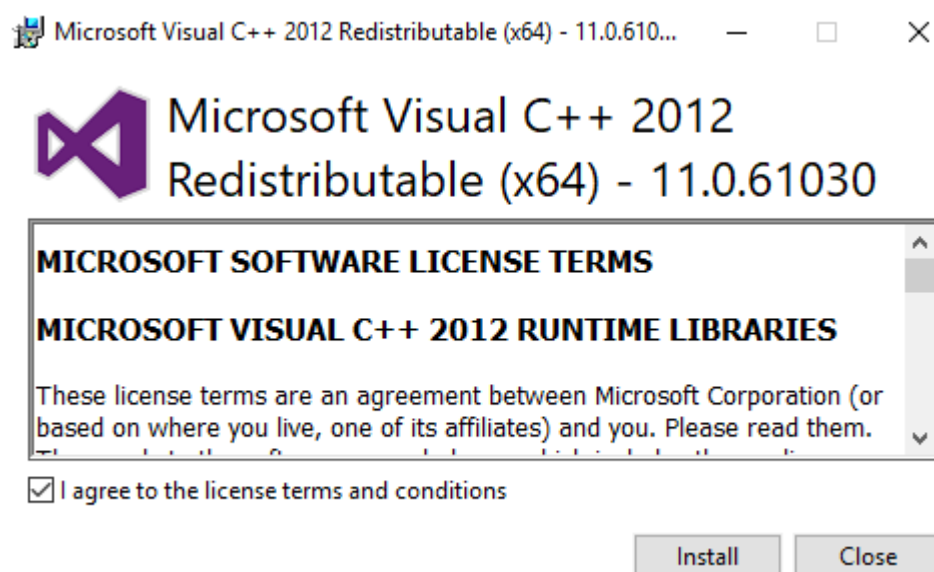 Microsoft Visual C++ 2012 Redistributable (x64) - 11.0.610...
Microsoft Visual C++ 2012
Redistributable (x64) - 11.0.61030
MICROSOFT SOFTWARE LICENSE TERMS
MICROSOFT VISUAL C++ 2012 RUNTIME LIBRARIES
These license terms are an agreement between Microsoft Corporation (or
based on where you live, one of its affiliates) and you. Please read them.
I agree to the license terms and conditions
Install
Close